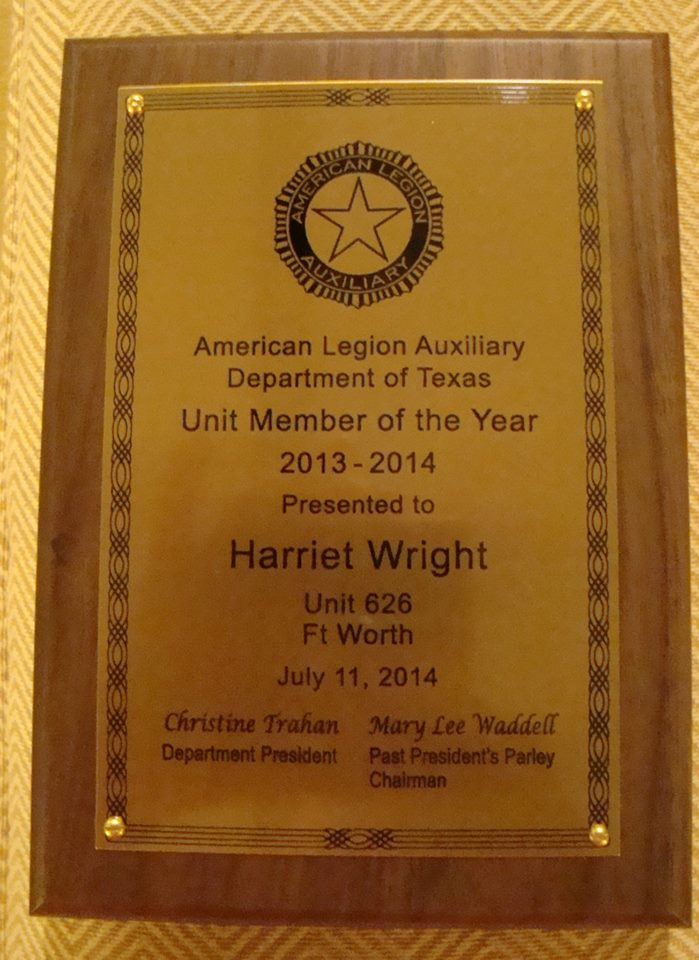 AMERICAN LEGION
AUXILIARY
American Legion Auxiliary
Department of Texas
Unit Member of the Year
2013-2014
Presented to
Harriet Wright
Unit 626
Ft Worth
July 11, 2014
Christine Trahan Mary Lee Waddell
Department President Past President's Parley
Chairman